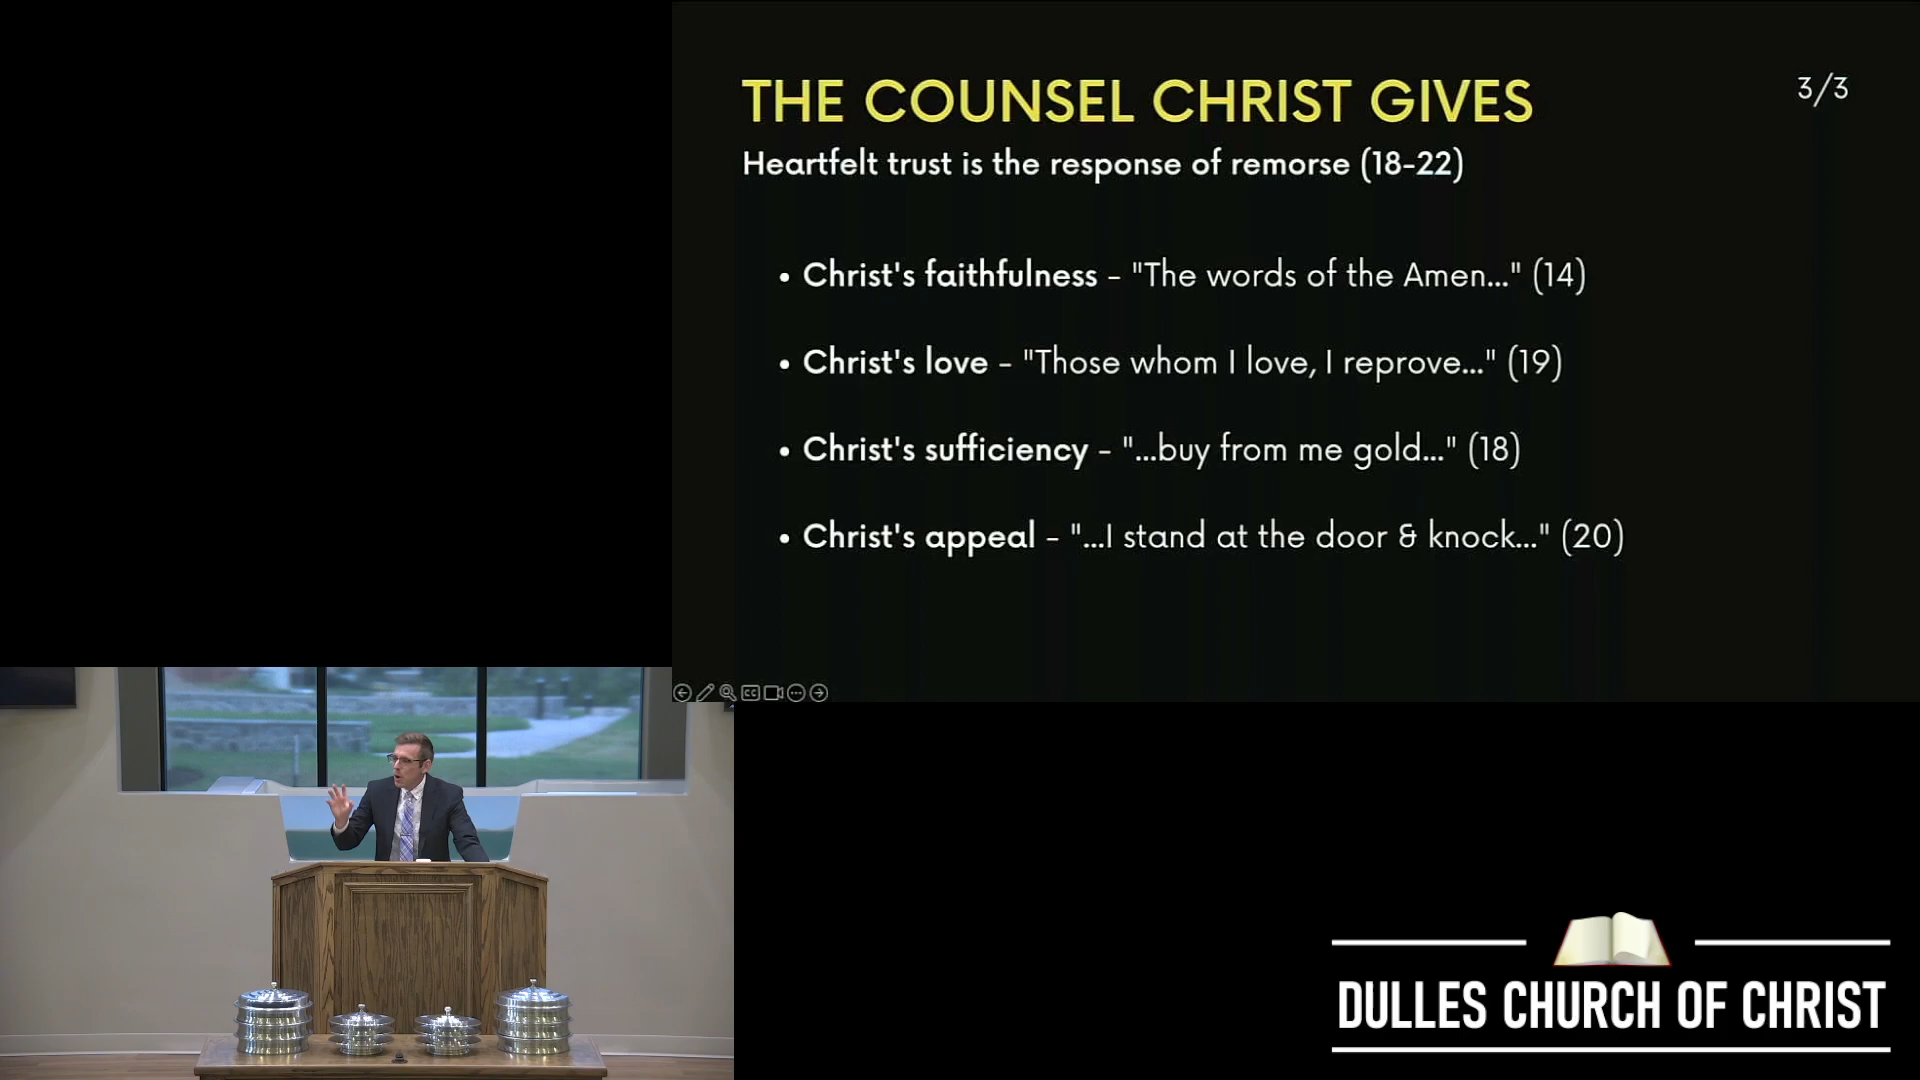 THE COUNSEL CHRIST GIVES
3/3
Heartfelt trust is the response of remorse (18-22)
• Christ's faithfulness - "The words of the Amen..." (14)
• Christ's love - "Those whom I love, I reprove..." (19)
• Christ's sufficiency - "...buy from me gold..." (18)
• Christ's appeal - "...I stand at the door & knock..." (20)
CC
DULLES CHURCH OF CHRIST